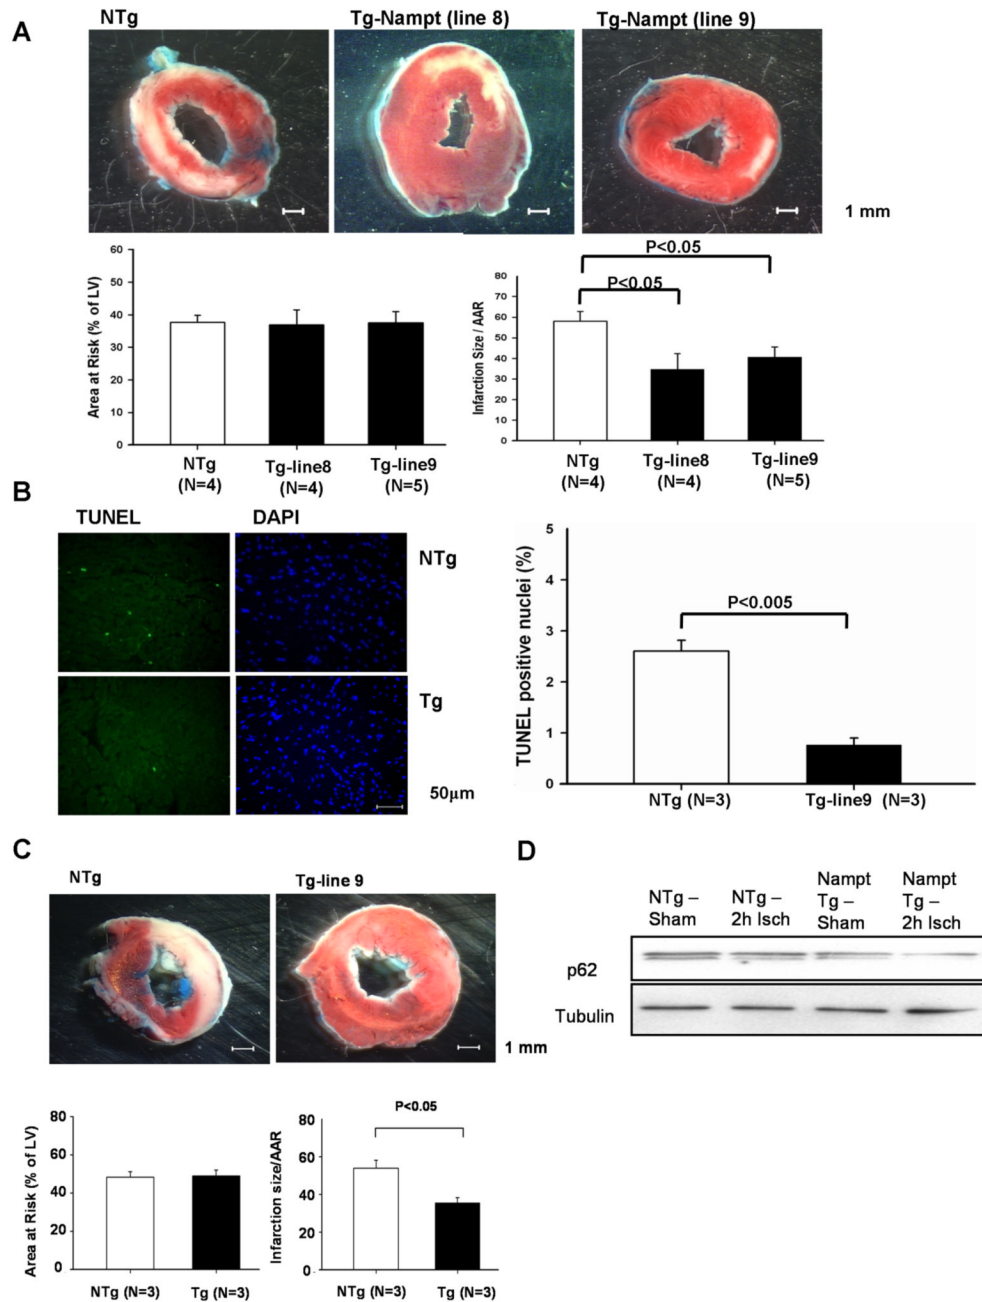 A
NTg
Tg-Nampt (line 8)
Tg-Nampt (line 9)
1 mm
Area at Risk (% of LV)
60
50
40
30
20
10
0
NTg
(N=4)
Tg-line8
(N=4)
Tg-line9
(N=5)
P<0.05
P<0.05
Infarction Size / AAR
80
70
60
50
40
30
20
10
0
NTg
(N=4)
Tg-line8
(N=4)
Tg-line9
(N=5)
B
TUNEL
DAPI
NTg
Tg
50μm
TUNEL positive nuclei (%)
5
4
3
2
1
0
P<0.005
NTg (N=3)
Tg-line9 (N=3)
C
NTg
Tg-line 9
1 mm
Area at Risk (% of LV)
80
60
40
20
0
NTg (N=3)
Tg (N=3)
Infarction size/AAR
80
60
40
20
0
P<0.05
NTg (N=3)
Tg (N=3)
D
NTg –
Sham
NTg –
2h Isch
Nampt
Tg –
Sham
Nampt
Tg –
2h Isch
p62
Tubulin